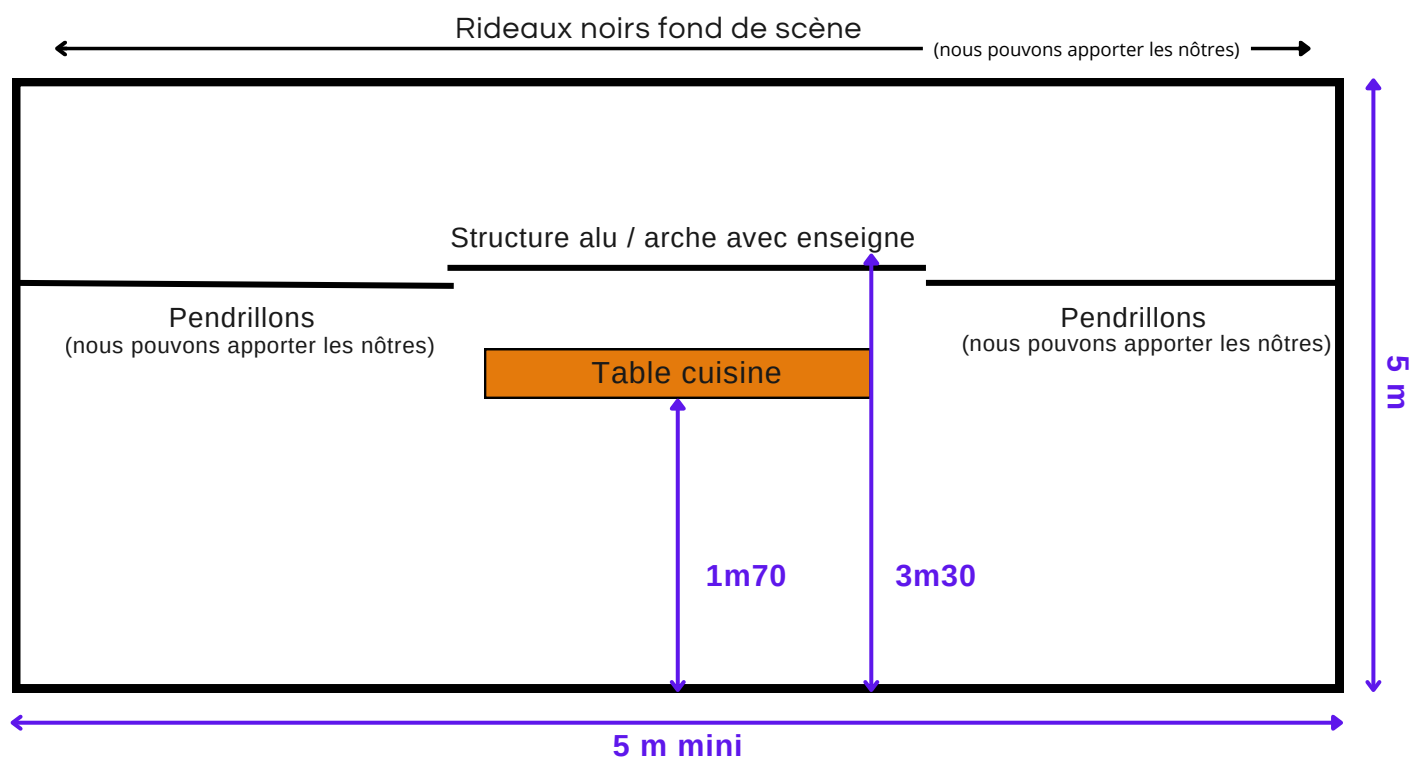 Rideaux noirs fond de scène
(nous pouvons apporter les nôtres)
Structure alu / arche avec enseigne
Pendrillons
(nous pouvons apporter les nôtres)
Pendrillons
(nous pouvons apporter les nôtres)
Table cuisine
5 m
1m70
3m30
5 m mini